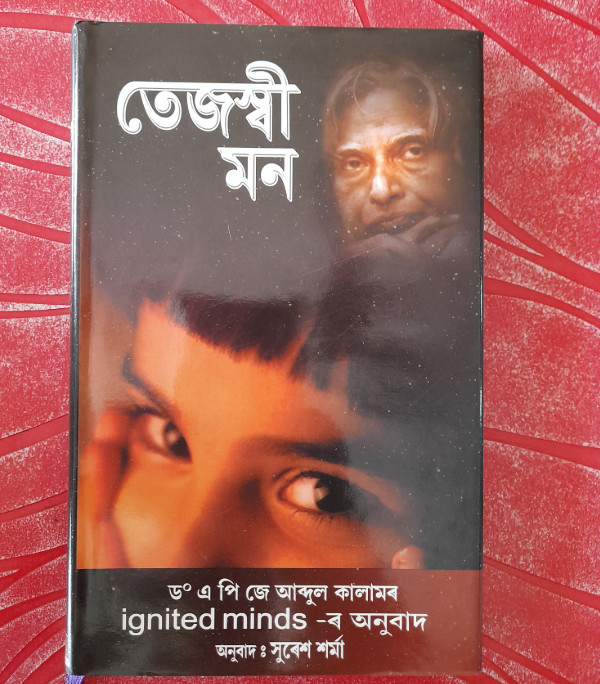 তেজস্বী
মন
ড° এ পি জে আব্দুল কালামৰ
ignited minds -ৰ অনুবাদ
অনুবাদ : সুৰেশ শৰ্মা